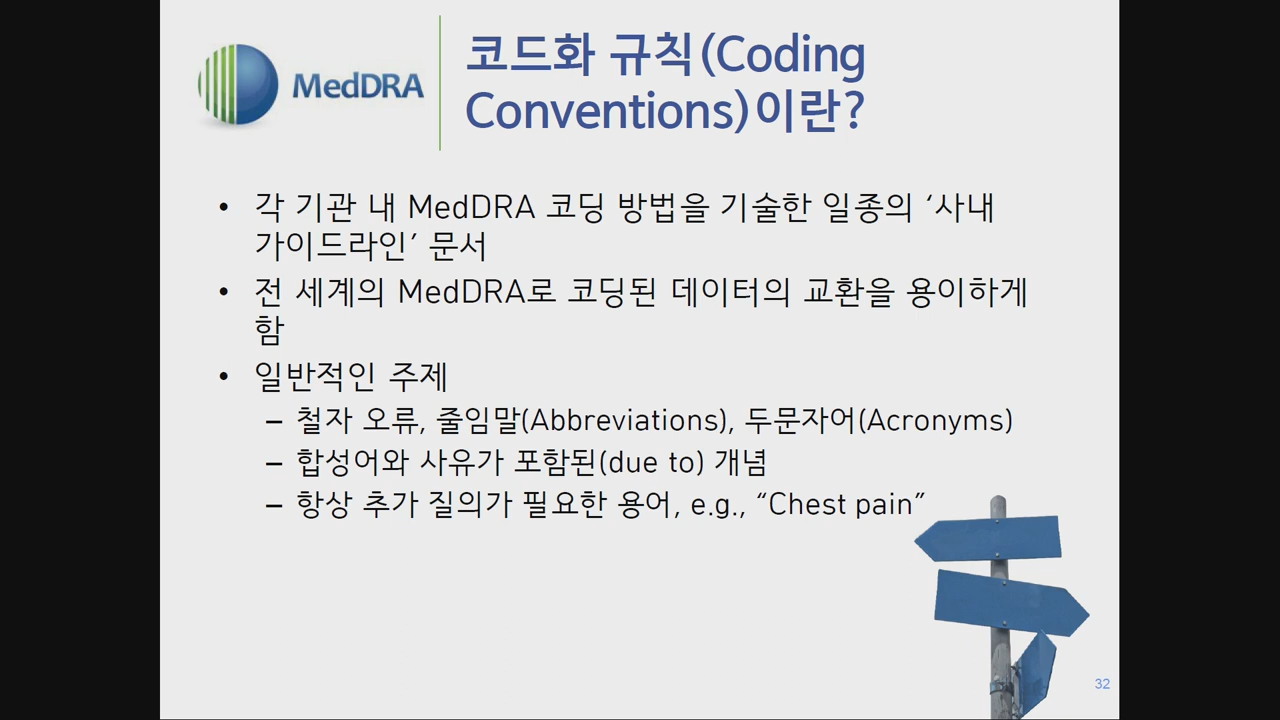 MedDRA
코드화 규칙(Coding
Conventions)이란?
• 각 기관 내 MedDRA 코딩 방법을 기술한 일종의 ‘사내
가이드라인’ 문서
• 전 세계의 MedDRA로 코딩된 데이터의 교환을 용이하게
함
• 일반적인 주제
– 철자 오류, 줄임말(Abbreviations), 두문자어(Acronyms)
– 합성어와 사유가 포함된(due to) 개념
– 항상 추가 질의가 필요한 용어, e.g., “Chest pain”
32